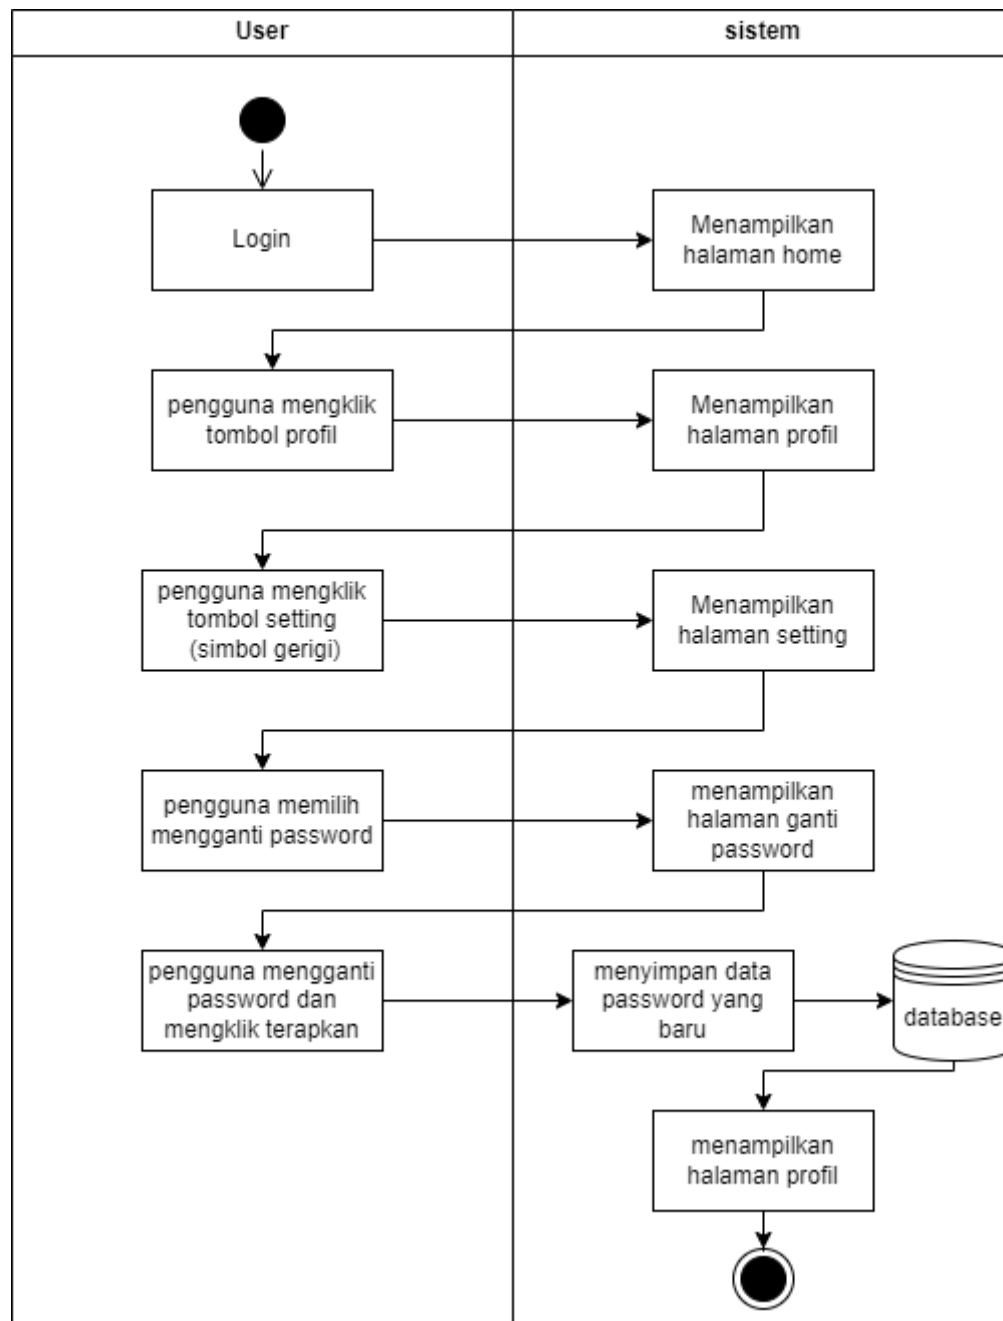 User
sistem
Login
Menampilkan
halaman home
pengguna mengklik
tombol profil
Menampilkan
halaman profil
pengguna mengklik
tombol setting
(simbol gerigi)
Menampilkan
halaman setting
pengguna memilih
mengganti password
menampilkan
halaman ganti
password
pengguna mengganti
password dan
mengklik terapkan
menyimpan data
password yang
baru
database
menampilkan
halaman profil